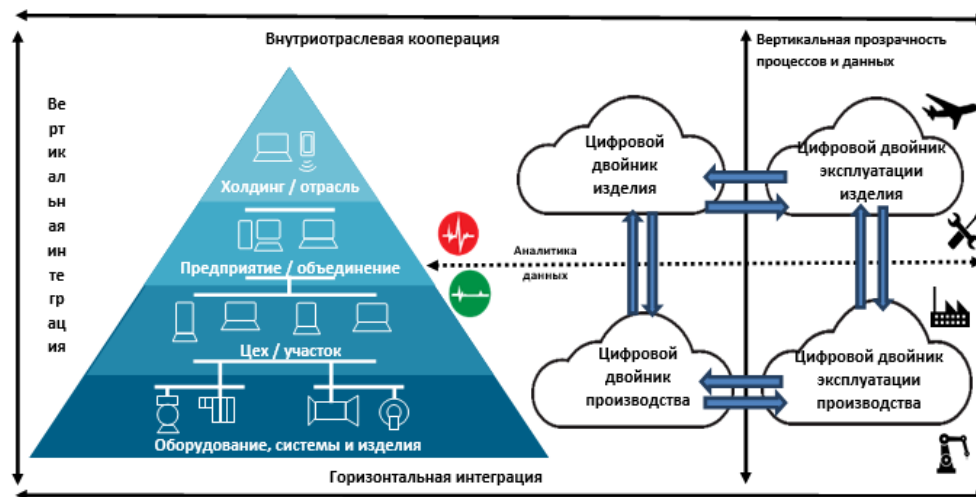 Внутриотраслевая кооперация
Вертикальная прозрачность
процессов и данных
Ве
рт
ик
ал
ьн
ая
ин
те
гр
ац
ия
Холдинг / отрасль
Предприятие / объединение
Цех / участок
Оборудование, системы и изделия
Цифровой
двойник
изделия
Цифровой двойник
эксплуатации
изделия
Аналитика
данных
Цифровой
двойник
производства
Цифровой двойник
эксплуатации
производства
Горизонтальная интеграция